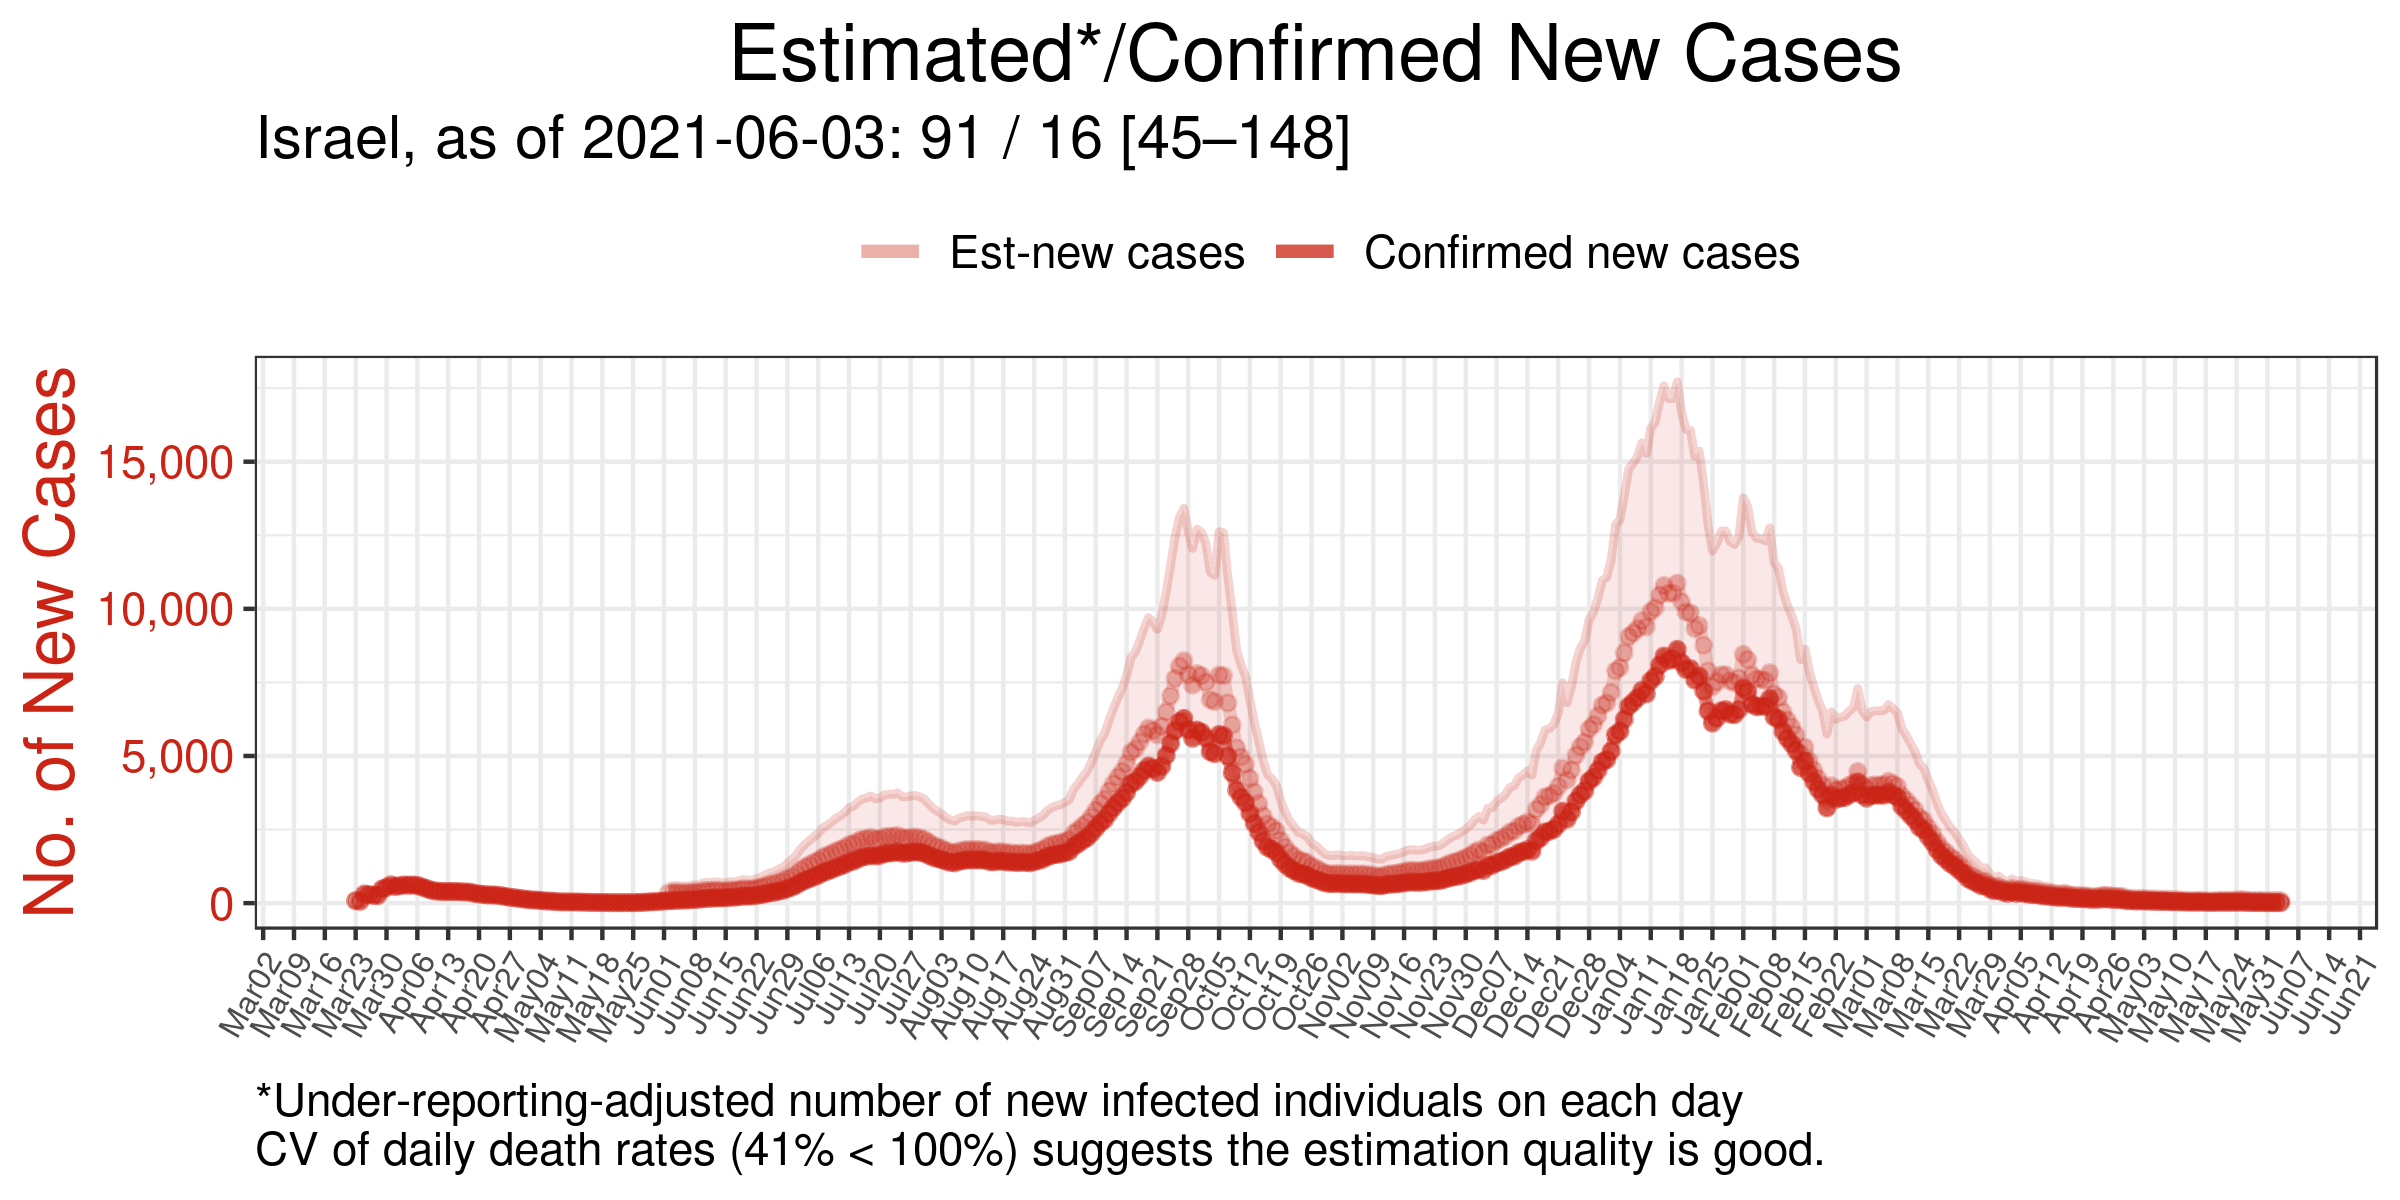 Estimated*/Confirmed New Cases
Israel, as of 2021-06-03: 91 / 16 [45–148]
Est-new cases
Confirmed new cases
No. of New Cases
15,000
10,000
5,000
0
Mar02
Mar09
Mar16
Mar23
Mar30
Apr06
Apr13
Apr20
Apr27
May04
May11
May18
May25
Jun01
Jun08
Jun15
Jun22
Jun29
Jul06
Jul13
Jul20
Jul27
Aug03
Aug10
Aug17
Aug24
Aug31
Sep07
Sep14
Sep21
Sep28
Oct05
Oct12
Oct19
Oct26
Nov02
Nov09
Nov16
Nov23
Nov30
Dec07
Dec14
Dec21
Dec28
Jan04
Jan11
Jan18
Jan25
Feb01
Feb08
Feb15
Feb22
Mar01
Mar08
Mar15
Mar22
Mar29
Apr05
Apr12
Apr19
Apr26
May03
May10
May17
May24
May31
Jun07
Jun14
Jun21
*Under-reporting-adjusted number of new infected individuals on each day
CV of daily death rates (41% < 100%) suggests the estimation quality is good.